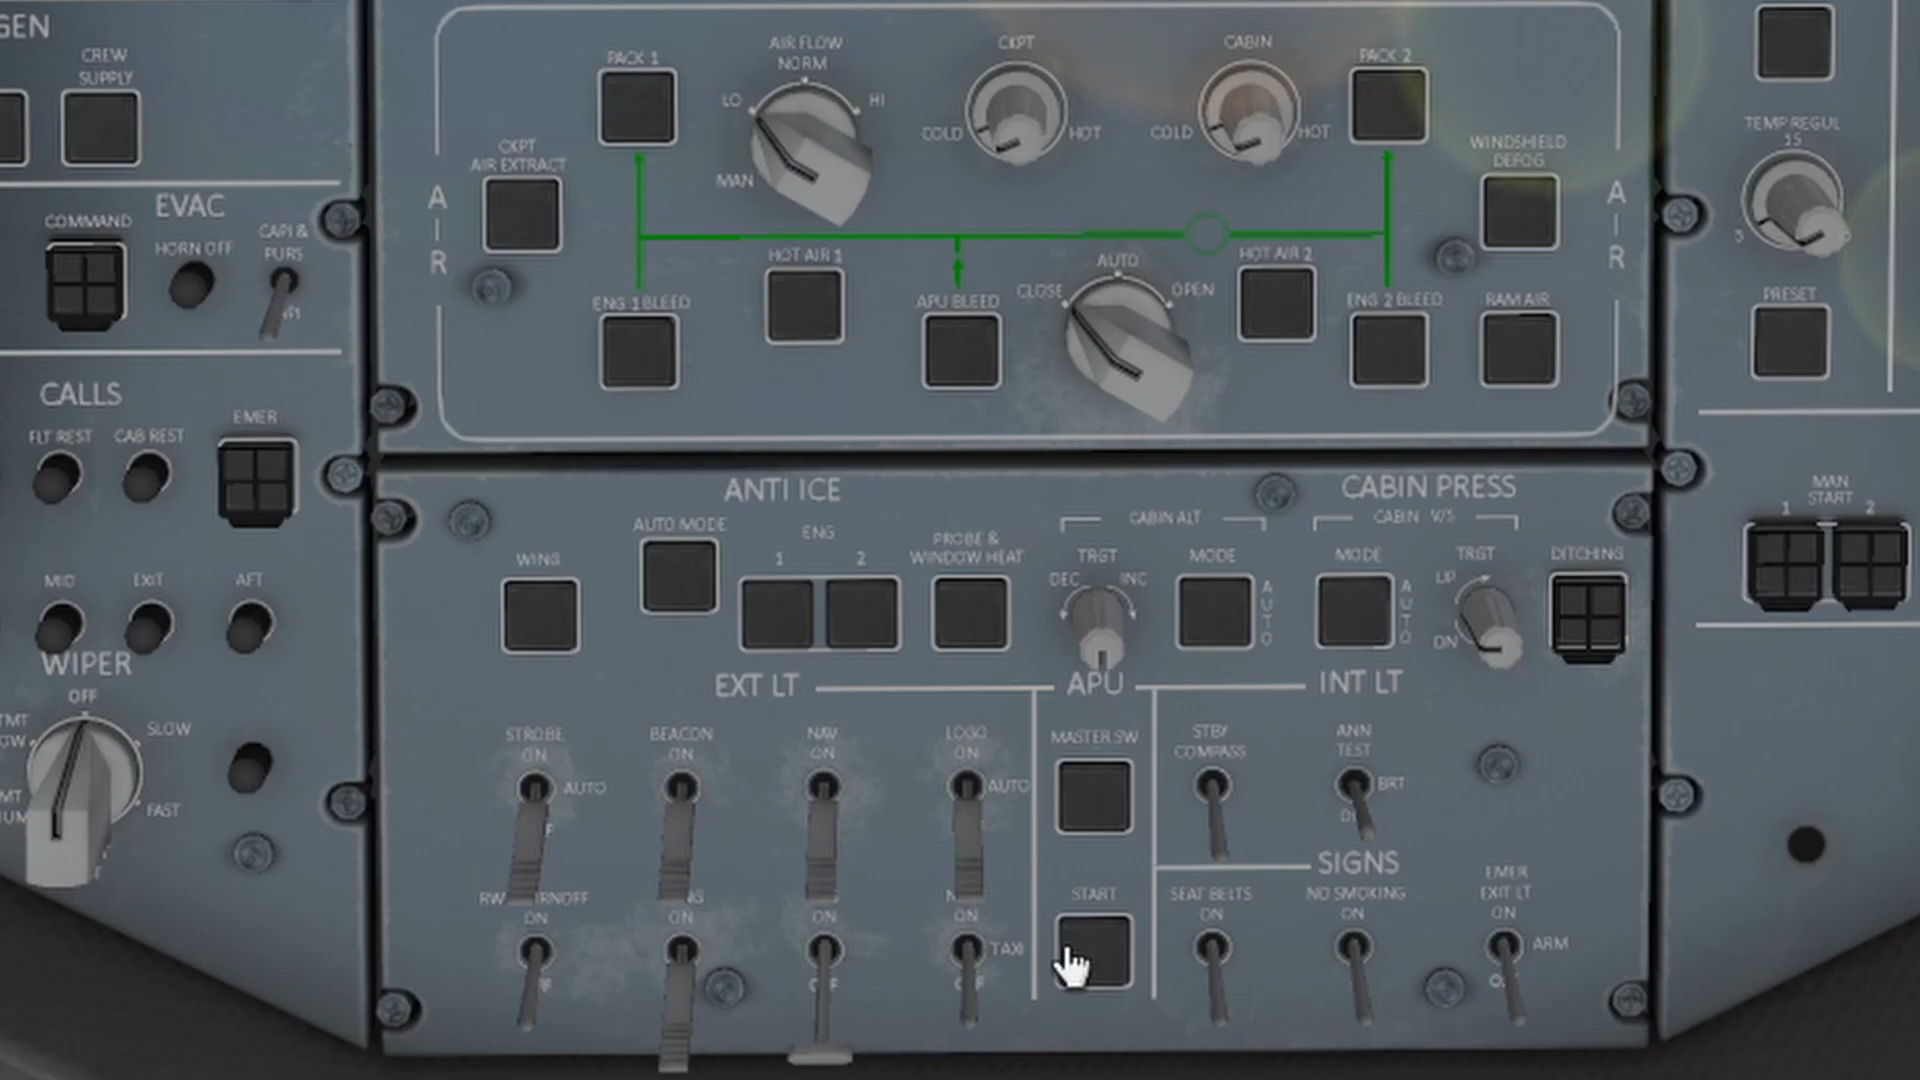 GEN
CREW
SUPPLY
EVAC
COMMAND
HORN OFF
CAPT &
PURS
CALLS
FLT REST
CAB REST
EMER
MID
EXIT
AFT
WIPER
OFF
SLOW
FAST
PACK 1
AIR FLOW
NORM
LO
HI
MAN
CKPT
COLD
HOT
CABIN
COLD
HOT
PACK 2
CKPT
AIR EXTRACT
WINDSHIELD
DEFOG
AIR
AIR
HOT AIR 1
AUTO
CLOSE
OPEN
HOT AIR 2
ENG 1 BLEED
APU BLEED
ENG 2 BLEED
RAM AIR
ANTI ICE
WING
AUTO MODE
ENG
1
2
PROBE &
WINDOW HEAT
CABIN PRESS
CABIN ALT
TRGT
DEC
INC
MODE
AUTO
CABIN V/S
MODE
AUTO
TRGT
UP
DN
DITCHING
EXT LT
STROBE
ON
AUTO
BEACON
ON
NAV
ON
LOGO
ON
AUTO
ON
ON
ON
ON
TAXI
APU
MASTER SW
START
INT LT
STBY
COMPASS
ANN
TEST
BRT
SIGNS
SEAT BELTS
ON
NO SMOKING
ON
EMER
EXIT LT
ON
ARM
TEMP REGUL
15
5
PRESET
MAN
START
1
2